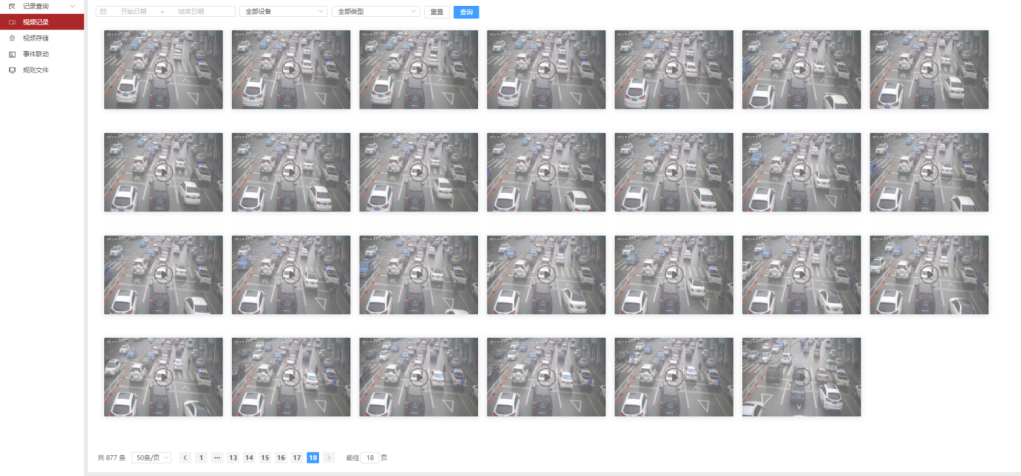 记录查询
视频记录
视频存储
事件联动
规则文件
开始日期 - 结束日期 全部设备 全部类型 重置 查询
共 877 条 50条/页 1 ··· 13 14 15 16 17 18 前往 18 页